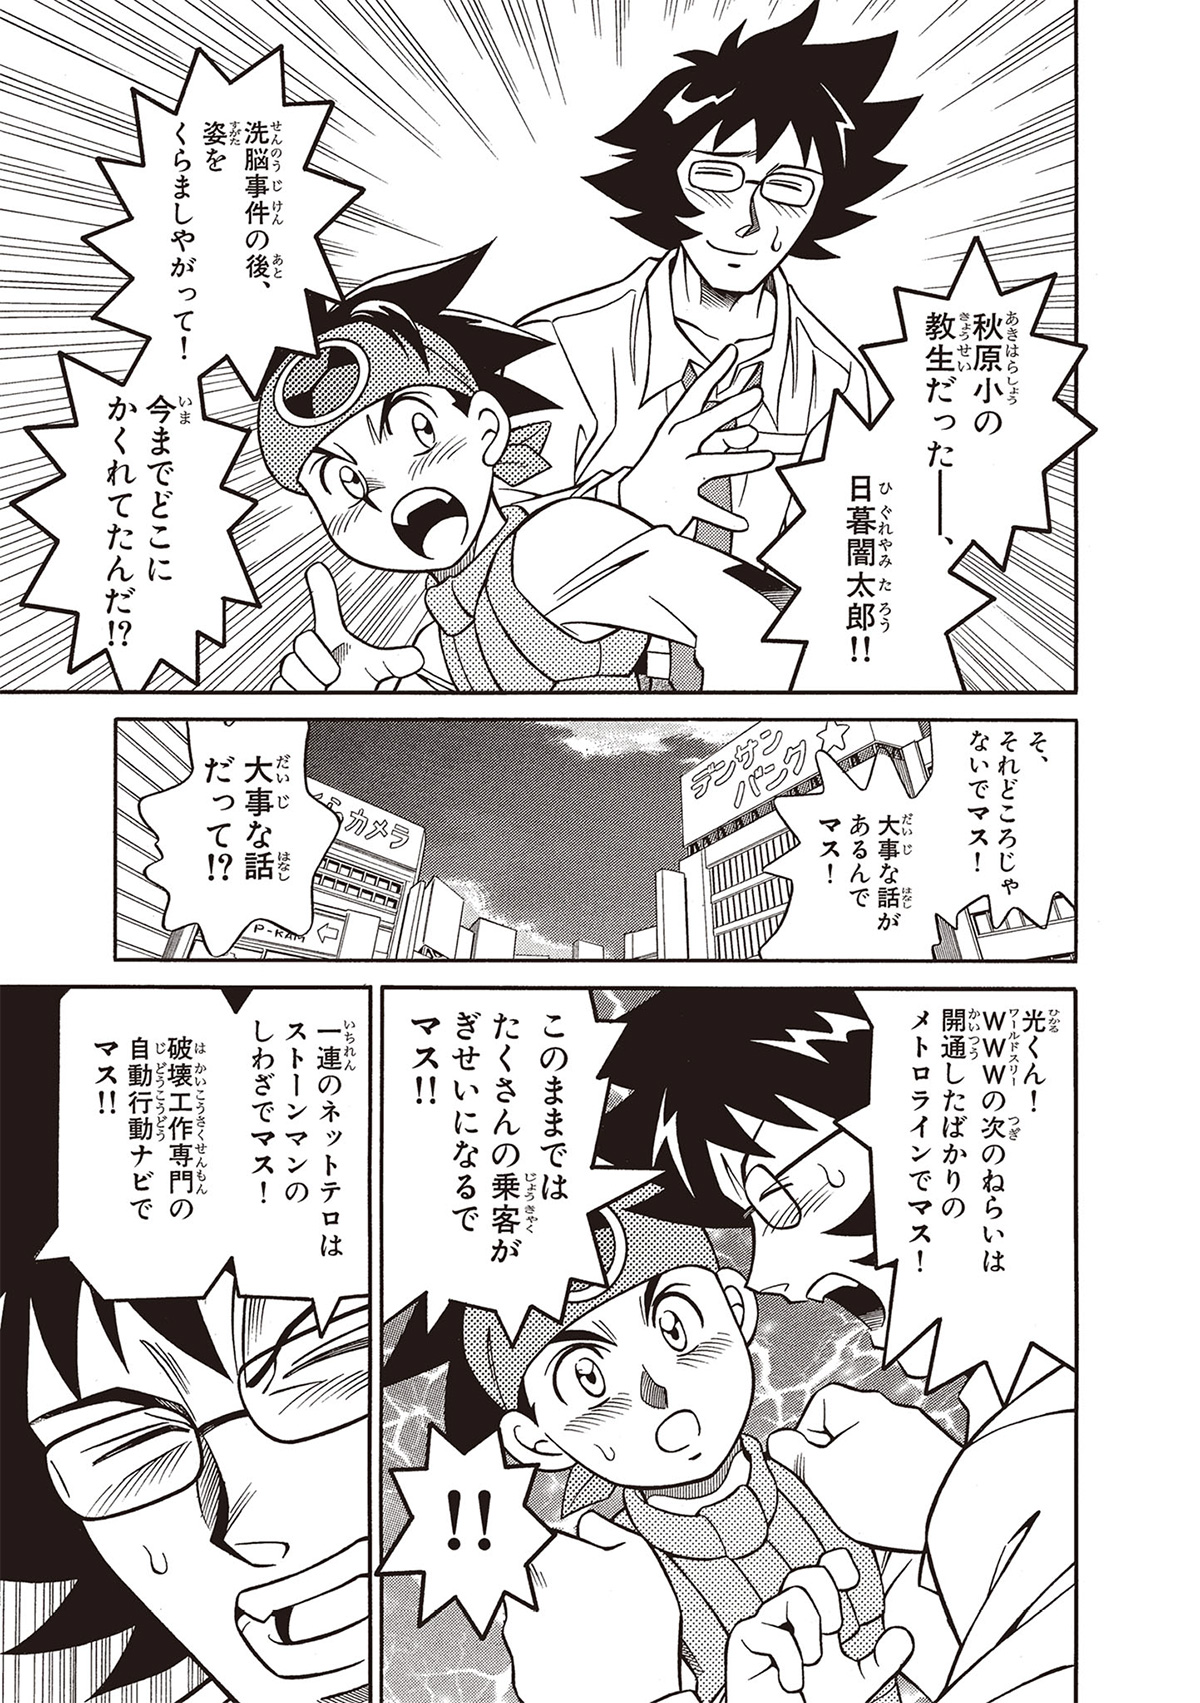 秋原小の
教生だった――、
日暮闇太郎!!
洗脳事件の後、
姿を
くらましやがって!
今までどこに
かくれてたんだ!?
そ、
それどころじゃ
ないでマス!
大事な話が
あるんで
マス!
デンサン
バンク
カメラ
P-KAM
大事な話
だって!?
光くん!
WWWの次のねらいは
開通したばかりの
メトロラインでマス!
このままでは
たくさんの乗客が
ぎせいになるで
マス!!
!!
一連のネットテロは
ストーンマンの
しわざでマス!
破壊工作専門の
自動行動ナビで
マス!!